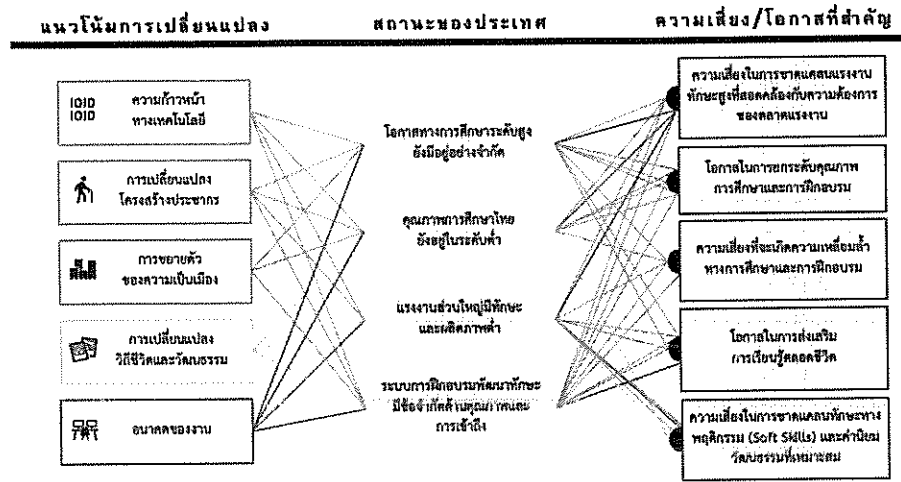 แนวโน้มการเปลี่ยนแปลง
สถานะของประเทศ
ความเสี่ยง/โอกาสที่สำคัญ
ความก้าวหน้า
ทางเทคโนโลยี
การเปลี่ยนแปลง
โครงสร้างประชากร
การขยายตัว
ของความเป็นเมือง
การเปลี่ยนแปลง
วิถีชีวิตและวัฒนธรรม
อนาคตของงาน
โอกาสทางการศึกษาระดับสูง
ยังมีอยู่อย่างจำกัด
คุณภาพการศึกษาไทย
ยังอยู่ในระดับต่ำ
แรงงานส่วนใหญ่มีทักษะ
และผลิตภาพต่ำ
ระบบการฝึกอบรมพัฒนาทักษะ
มีข้อจำกัดด้านคุณภาพและ
การเข้าถึง
ความเสี่ยงในการขาดแคลนแรงงาน
ทักษะสูงที่สอดคล้องกับความต้องการ
ของตลาดแรงงาน
โอกาสในการยกระดับคุณภาพ
การศึกษาและการฝึกอบรม
ความเสี่ยงที่จะเกิดความเหลื่อมล้ำ
ทางการศึกษาและการฝึกอบรม
โอกาสในการส่งเสริม
การเรียนรู้ตลอดชีวิต
ความเสี่ยงในการขาดแคลนทักษะทาง
พฤติกรรม (Soft Skills) และค่านิยม
วัฒนธรรมที่เหมาะสม